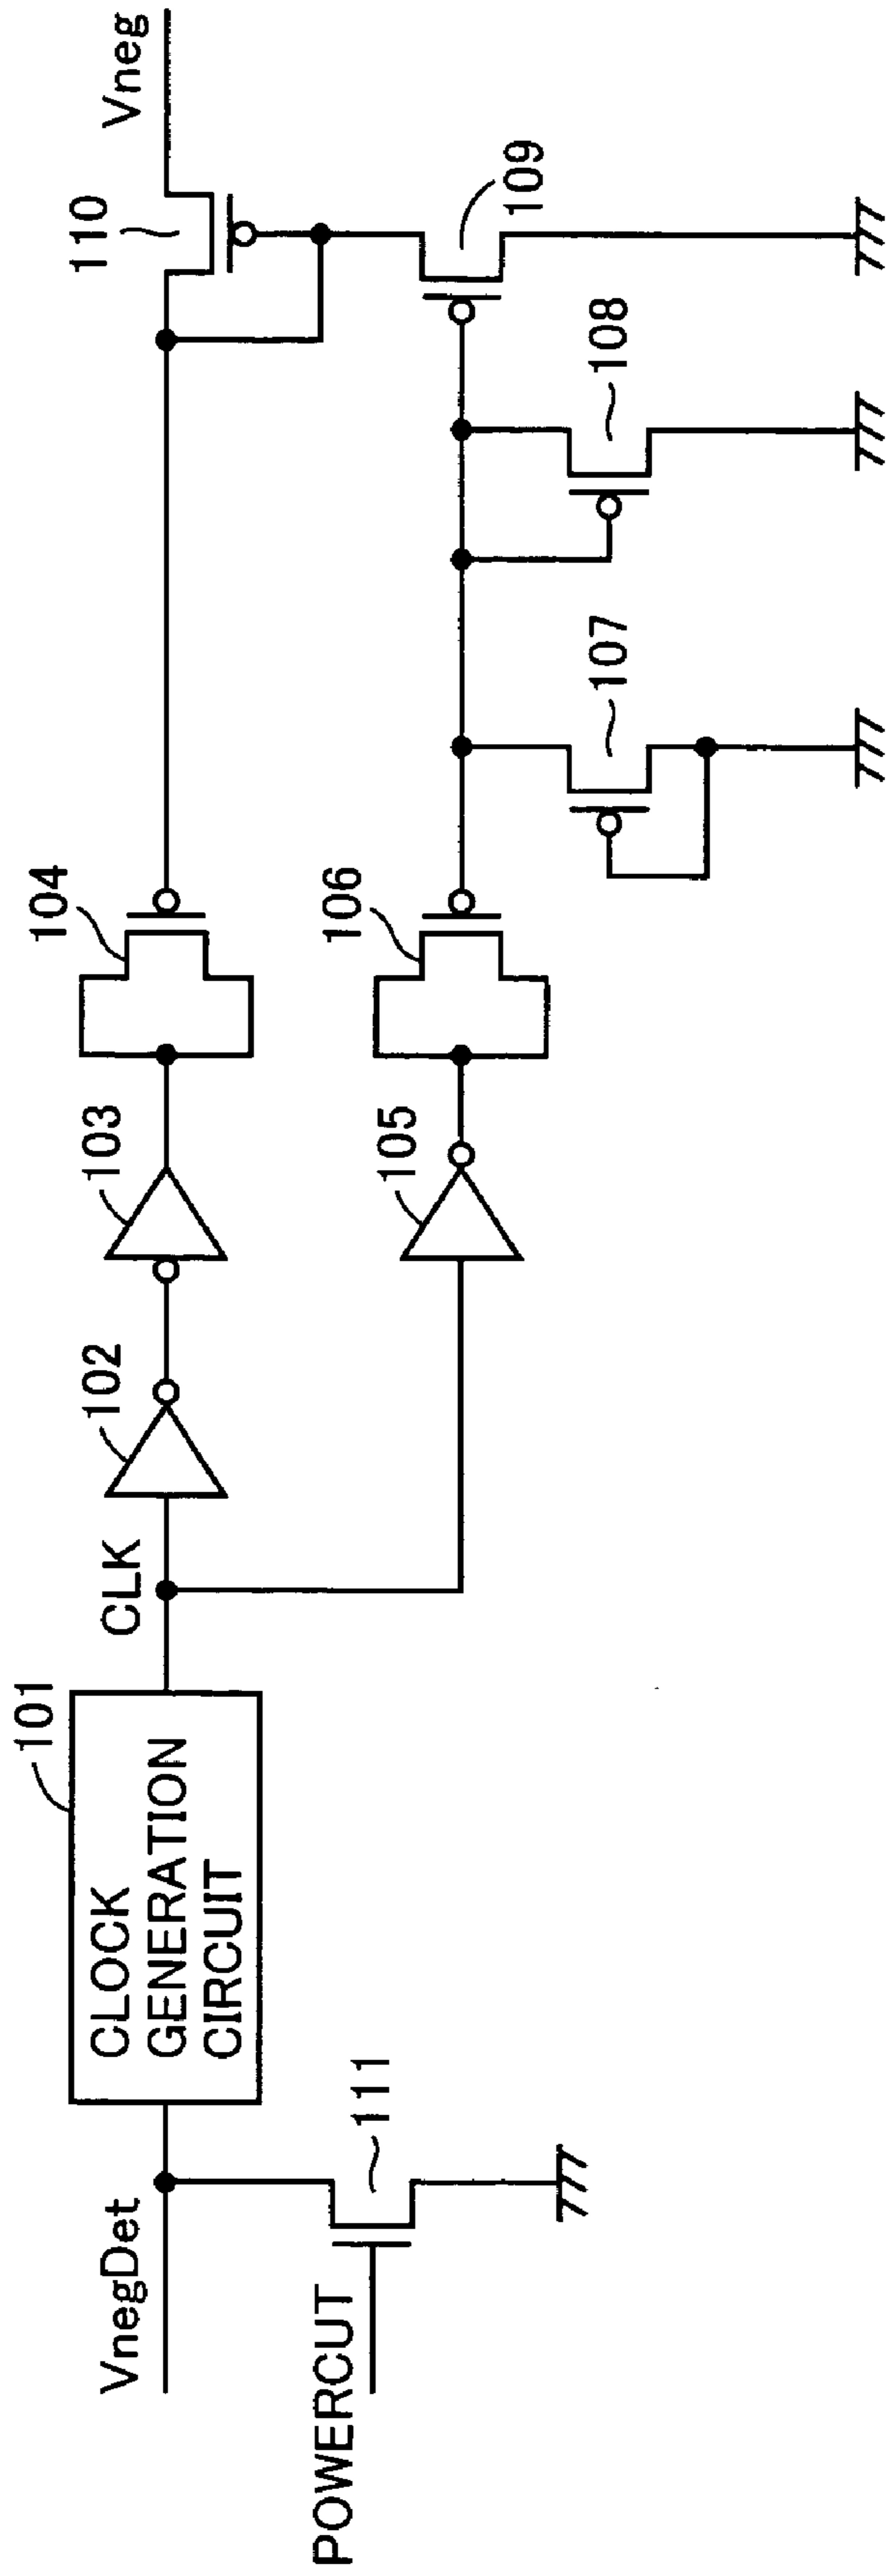 VnegDet
POWERCUT
111
101
CLOCK
GENERATION
CIRCUIT
CLK
102
103
104
105
106
107
108
109
110
Vneg